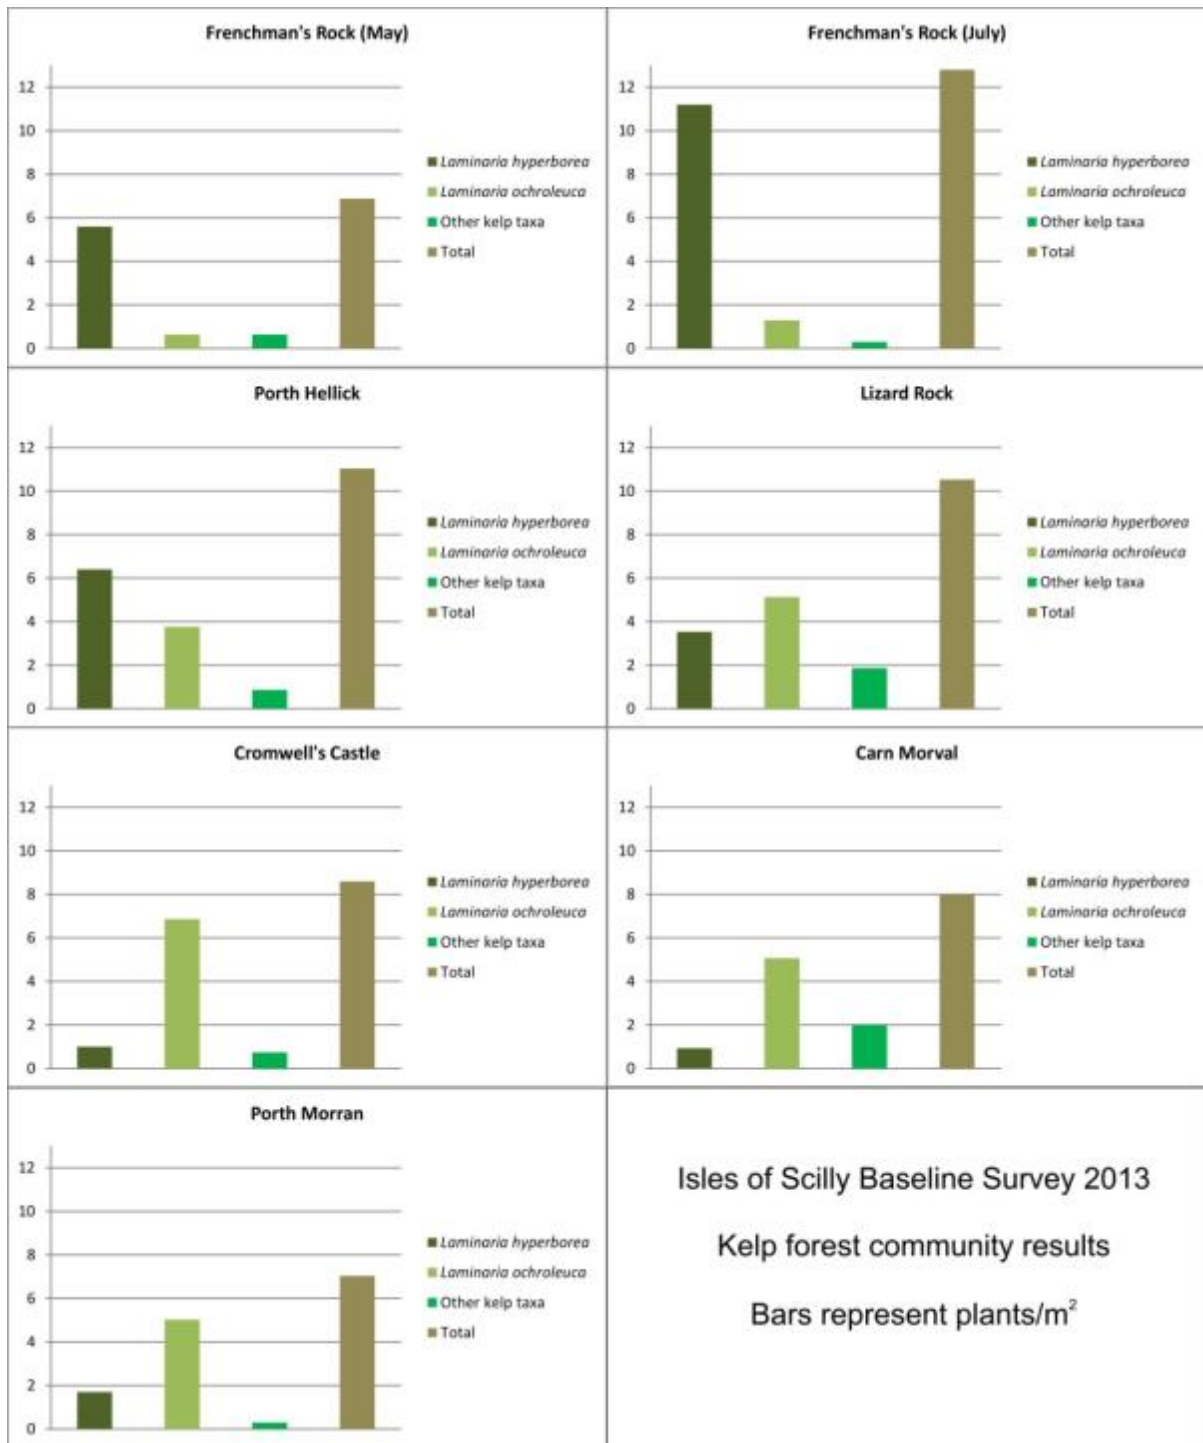 Frenchman's Rock (May)
12
10
8
6
4
2
0
Laminaria hyperborea
Laminaria ochroleuca
Other kelp taxa
Total
Frenchman's Rock (July)
12
10
8
6
4
2
0
Laminaria hyperborea
Laminaria ochroleuca
Other kelp taxa
Total
Porth Hellick
12
10
8
6
4
2
0
Laminaria hyperborea
Laminaria ochroleuca
Other kelp taxa
Total
Lizard Rock
12
10
8
6
4
2
0
Laminaria hyperborea
Laminaria ochroleuca
Other kelp taxa
Total
Cromwell's Castle
12
10
8
6
4
2
0
Laminaria hyperborea
Laminaria ochroleuca
Other kelp taxa
Total
Carn Morval
12
10
8
6
4
2
0
Laminaria hyperborea
Laminaria ochroleuca
Other kelp taxa
Total
Porth Morran
12
10
8
6
4
2
0
Laminaria hyperborea
Laminaria ochroleuca
Other kelp taxa
Total
Isles of Scilly Baseline Survey 2013
Kelp forest community results
Bars represent plants/m²